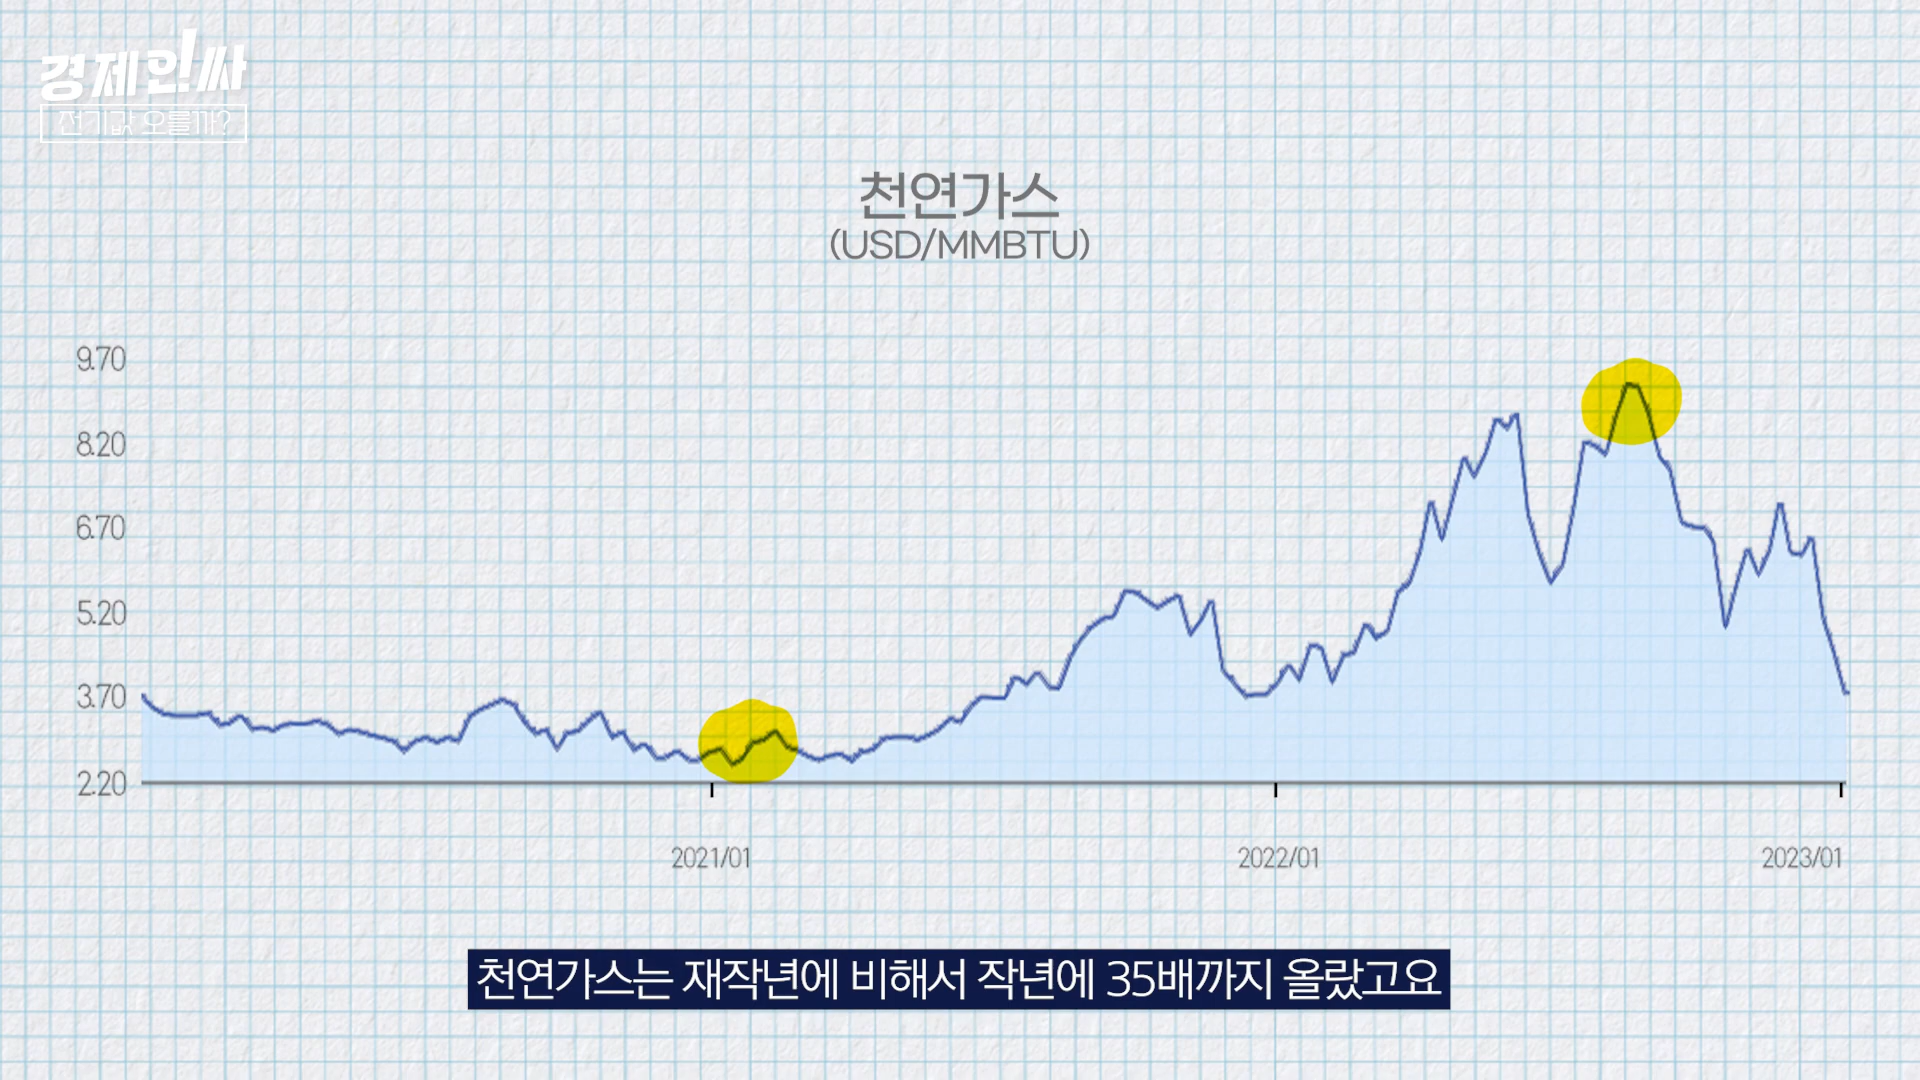 경제인싸
전기값 오를까?
천연가스
(USD/MMBTU)
9.70
8.20
6.70
5.20
3.70
2.20
2021/01
2022/01
2023/01
천연가스는 재작년에 비해서 작년에 35배까지 올랐고요